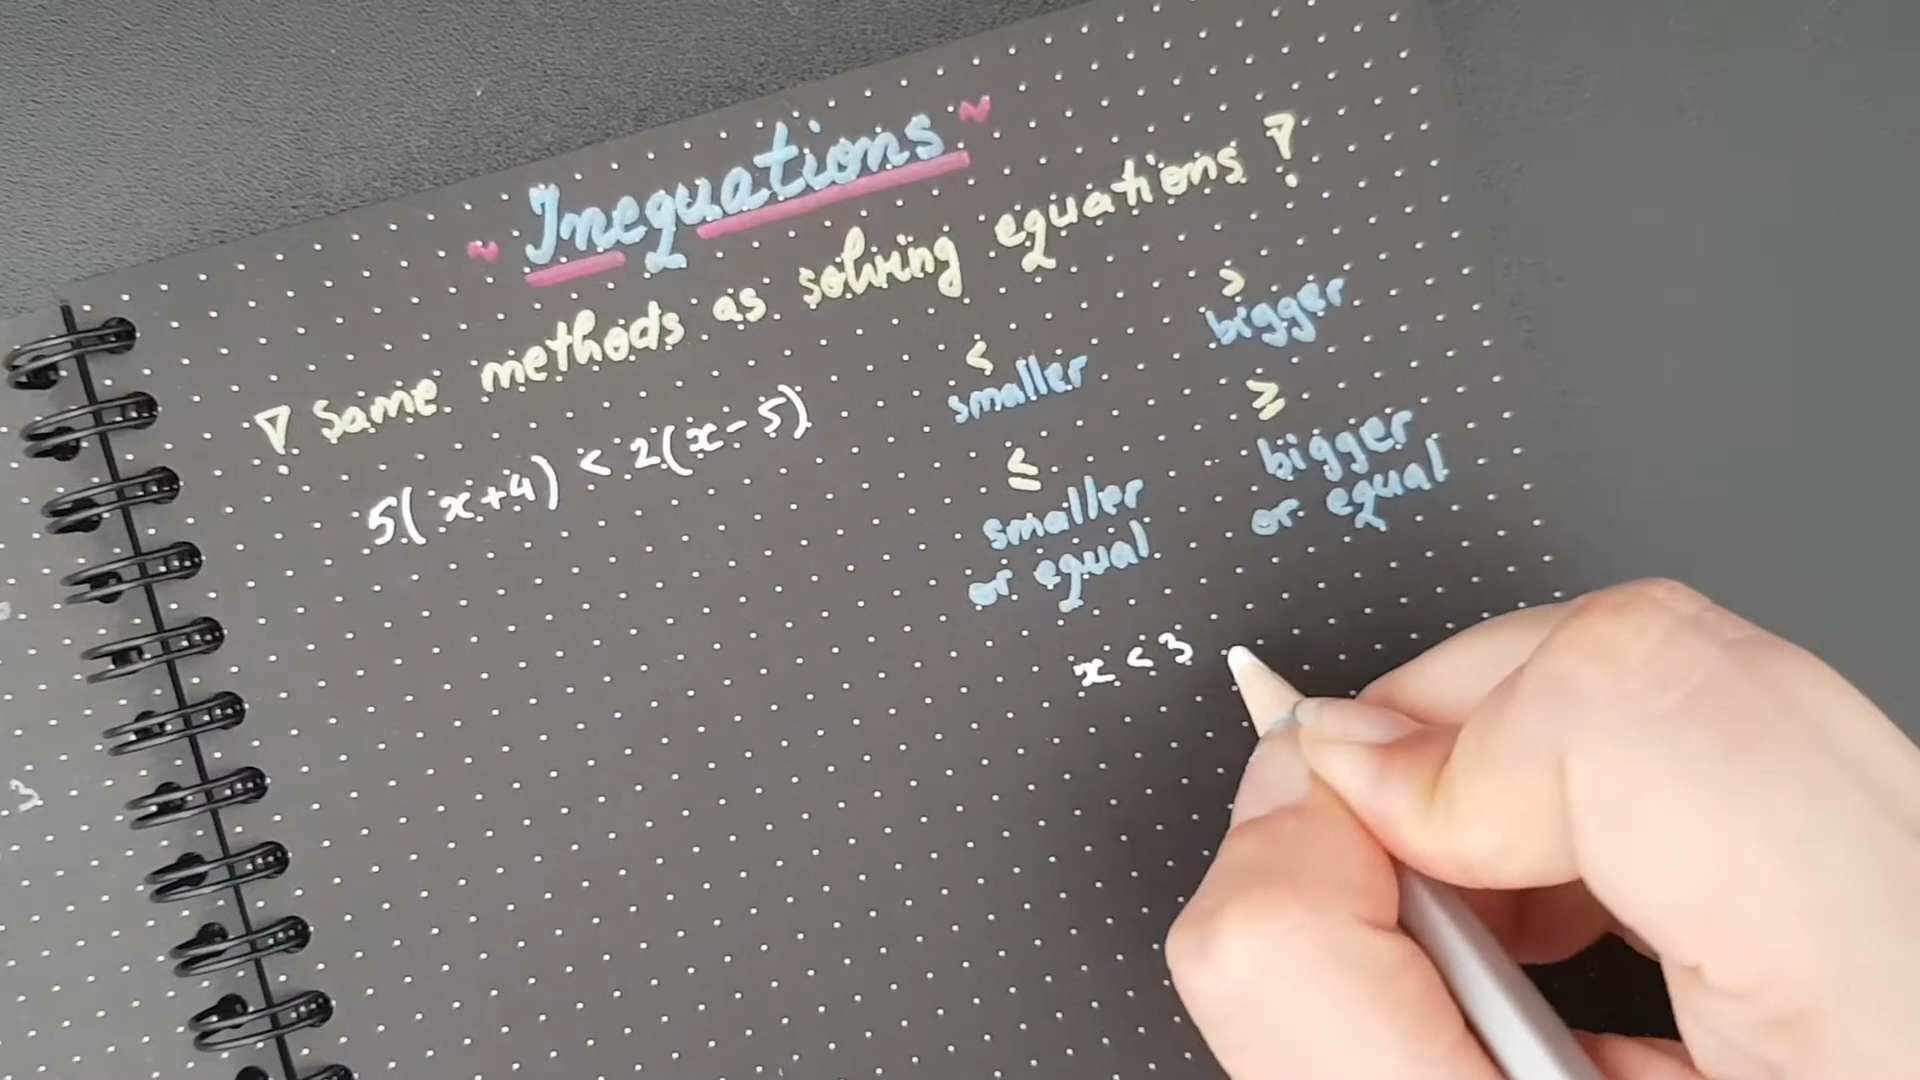 ~ Inequations ~
∇ Same methods as solving equations ∇
5(x+4) < 2(x-5)
<
smaller
>
bigger
≤
smaller
or equal
≥
bigger
or equal
x < 3
3